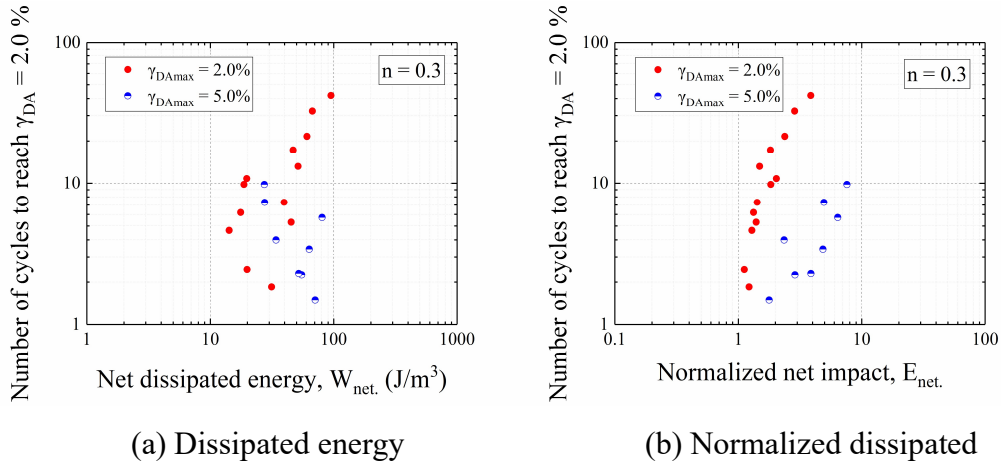 Number of cycles to reach γDA = 2.0 %
100
10
1
γDAmax = 2.0%
γDAmax = 5.0%
n = 0.3
1
10
100
1000
Net dissipated energy, Wnet. (J/m³)
(a) Dissipated energy
Number of cycles to reach γDA = 2.0 %
100
10
1
γDAmax = 2.0%
γDAmax = 5.0%
n = 0.3
0.1
1
10
100
Normalized net impact, Enet.
(b) Normalized dissipated